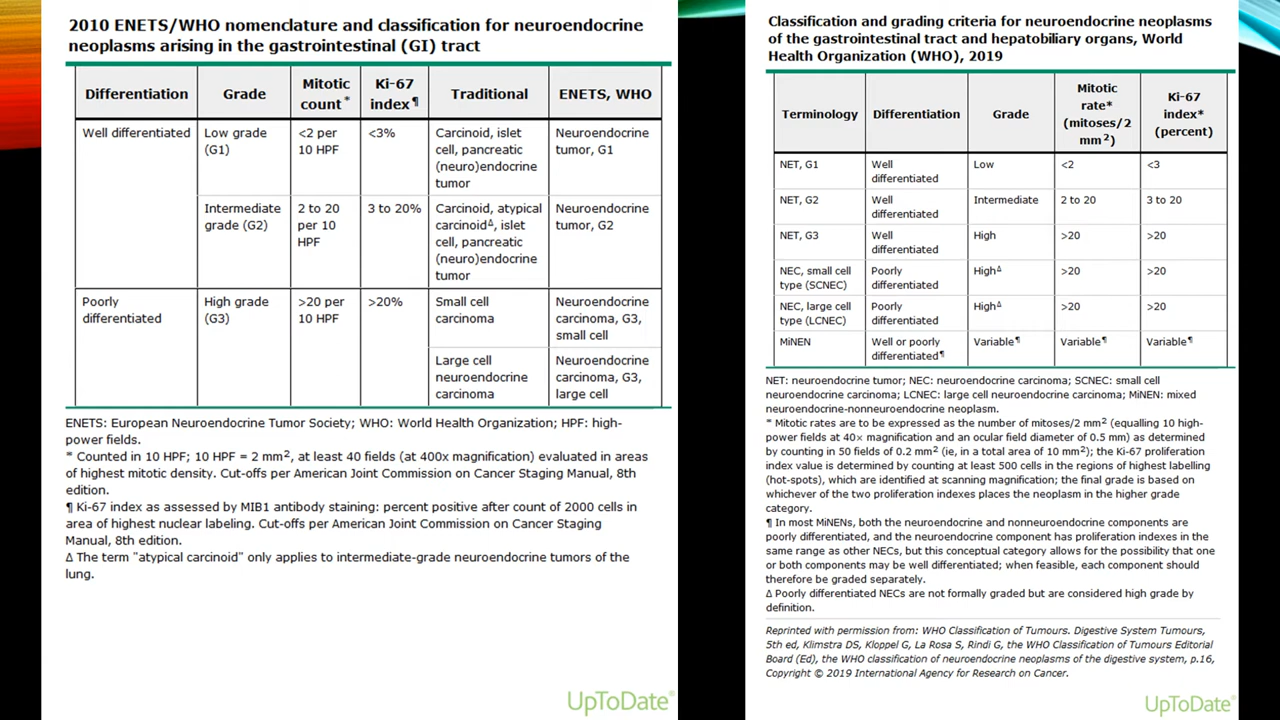 2010 ENETS/WHO nomenclature and classification for neuroendocrine
neoplasms arising in the gastrointestinal (GI) tract
Differentiation Grade Mitotic count* Ki-67 index¶ Traditional ENETS, WHO
Well differentiated Low grade (G1) <2 per 10 HPF <3% Carcinoid, islet cell, pancreatic (neuro)endocrine tumor Neuroendocrine tumor, G1
Intermediate grade (G2) 2 to 20 per 10 HPF 3 to 20% Carcinoid, atypical carcinoidΔ, islet cell, pancreatic (neuro)endocrine tumor Neuroendocrine tumor, G2
Poorly differentiated High grade (G3) >20 per 10 HPF >20% Small cell carcinoma Neuroendocrine carcinoma, G3, small cell
Large cell neuroendocrine carcinoma Neuroendocrine carcinoma, G3, large cell
ENETS: European Neuroendocrine Tumor Society; WHO: World Health Organization; HPF: high-
power fields.
* Counted in 10 HPF; 10 HPF = 2 mm², at least 40 fields (at 400x magnification) evaluated in areas
of highest mitotic density. Cut-offs per American Joint Commission on Cancer Staging Manual, 8th
edition.
¶ Ki-67 index as assessed by MIB1 antibody staining: percent positive after count of 2000 cells in
area of highest nuclear labeling. Cut-offs per American Joint Commission on Cancer Staging
Manual, 8th edition.
Δ The term "atypical carcinoid" only applies to intermediate-grade neuroendocrine tumors of the
lung.
UpToDate®
Classification and grading criteria for neuroendocrine neoplasms
of the gastrointestinal tract and hepatobiliary organs, World
Health Organization (WHO), 2019
Terminology Differentiation Grade Mitotic rate* (mitoses/2 mm²) Ki-67 index* (percent)
NET, G1 Well differentiated Low <2 <3
NET, G2 Well differentiated Intermediate 2 to 20 3 to 20
NET, G3 Well differentiated High >20 >20
NEC, small cell type (SCNEC) Poorly differentiated HighΔ >20 >20
NEC, large cell type (LCNEC) Poorly differentiated HighΔ >20 >20
MiNEN Well or poorly differentiated¶ Variable¶ Variable¶ Variable¶
NET: neuroendocrine tumor; NEC: neuroendocrine carcinoma; SCNEC: small cell
neuroendocrine carcinoma; LCNEC: large cell neuroendocrine carcinoma; MiNEN: mixed
neuroendocrine-nonneuroendocrine neoplasm.
* Mitotic rates are to be expressed as the number of mitoses/2 mm² (equalling 10 high-
power fields at 40× magnification and an ocular field diameter of 0.5 mm) as determined
by counting in 50 fields of 0.2 mm² (ie, in a total area of 10 mm²); the Ki-67 proliferation
index value is determined by counting at least 500 cells in the regions of highest labelling
(hot-spots), which are identified at scanning magnification; the final grade is based on
whichever of the two proliferation indexes places the neoplasm in the higher grade
category.
¶ In most MiNENs, both the neuroendocrine and nonneuroendocrine components are
poorly differentiated, and the neuroendocrine component has proliferation indexes in the
same range as other NECs, but this conceptual category allows for the possibility that one
or both components may be well differentiated; when feasible, each component should
therefore be graded separately.
Δ Poorly differentiated NECs are not formally graded but are considered high grade by
definition.
Reprinted with permission from: WHO Classification of Tumours. Digestive System Tumours,
5th ed, Klimstra DS, Kloppel G, La Rosa S, Rindi G, the WHO Classification of Tumours Editorial
Board (Ed), the WHO classification of neuroendocrine neoplasms of the digestive system, p.16,
Copyright © 2019 International Agency for Research on Cancer.
UpToDate®